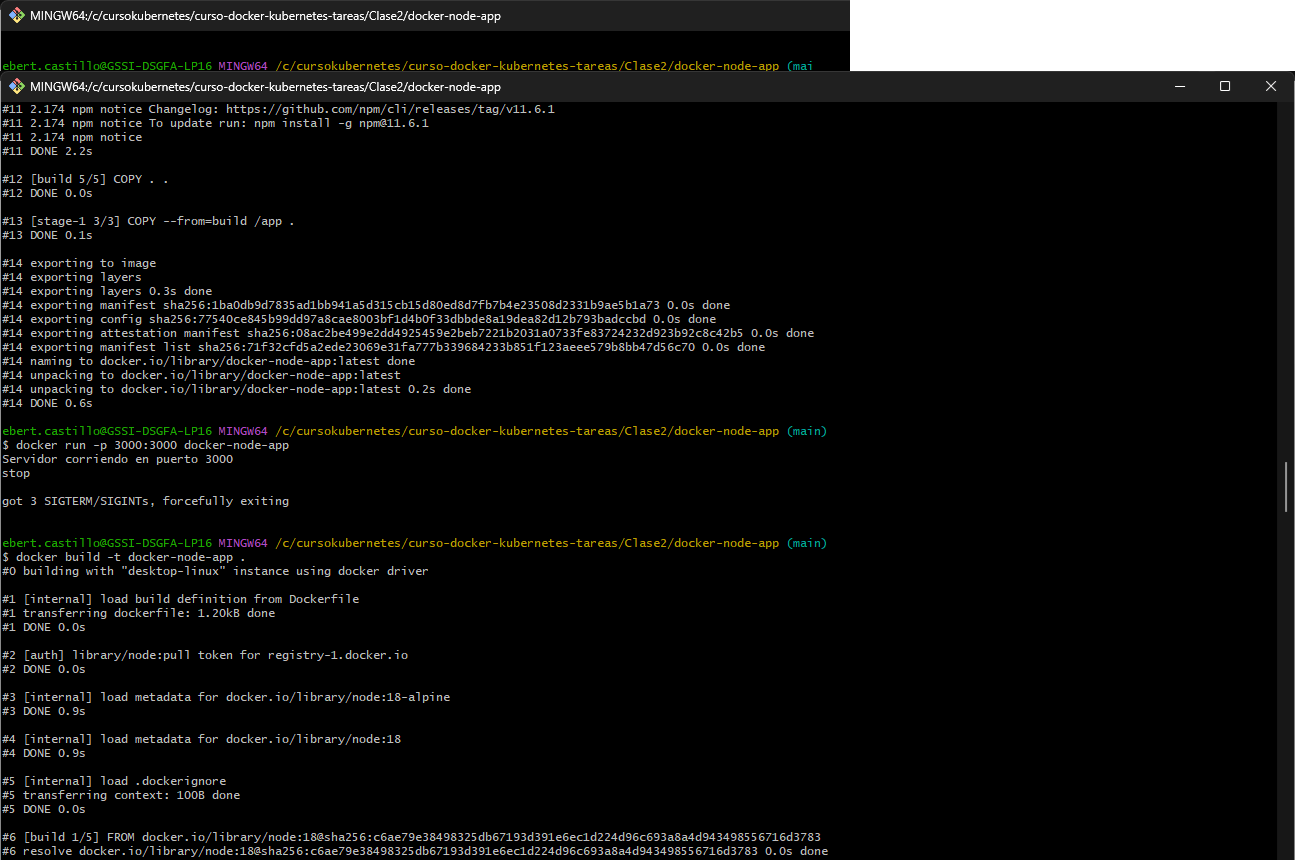 MINGW64:/c/cursokubernetes/curso-docker-kubernetes-tareas/Clase2/docker-node-app
ebert.castillo@GSSI-DSGFA-LP16 MINGW64 /c/cursokubernetes/curso-docker-kubernetes-tareas/Clase2/docker-node-app (mai
MINGW64:/c/cursokubernetes/curso-docker-kubernetes-tareas/Clase2/docker-node-app
#11 2.174 npm notice Changelog: https://github.com/npm/cli/releases/tag/v11.6.1
#11 2.174 npm notice To update run: npm install -g npm@11.6.1
#11 2.174 npm notice
#11 DONE 2.2s
#12 [build 5/5] COPY . .
#12 DONE 0.0s
#13 [stage-1 3/3] COPY --from=build /app .
#13 DONE 0.1s
#14 exporting to image
#14 exporting layers
#14 exporting layers 0.3s done
#14 exporting manifest sha256:1ba0db9d7835ad1bb941a5d315cb15d80ed8d7fb7b4e23508d2331b9ae5b1a73 0.0s done
#14 exporting config sha256:77540ce845b99dd97a8cae8003bf1d4b0f33dbbde8a19dea82d12b793badccbd 0.0s done
#14 exporting attestation manifest sha256:08ac2be499e2dd4925459e2beb7221b2031a0733fe83724232d923b92c8c42b5 0.0s done
#14 exporting manifest list sha256:71f32cfd5a2ede23069e31fa777b339684233b851f123aeee579b8bb47d56c70 0.0s done
#14 naming to docker.io/library/docker-node-app:latest done
#14 unpacking to docker.io/library/docker-node-app:latest
#14 unpacking to docker.io/library/docker-node-app:latest 0.2s done
#14 DONE 0.6s
ebert.castillo@GSSI-DSGFA-LP16 MINGW64 /c/cursokubernetes/curso-docker-kubernetes-tareas/Clase2/docker-node-app (main)
$ docker run -p 3000:3000 docker-node-app
Servidor corriendo en puerto 3000
stop
got 3 SIGTERM/SIGINTs, forcefully exiting
ebert.castillo@GSSI-DSGFA-LP16 MINGW64 /c/cursokubernetes/curso-docker-kubernetes-tareas/Clase2/docker-node-app (main)
$ docker build -t docker-node-app .
#0 building with "desktop-linux" instance using docker driver
#1 [internal] load build definition from Dockerfile
#1 transferring dockerfile: 1.20kB done
#1 DONE 0.0s
#2 [auth] library/node:pull token for registry-1.docker.io
#2 DONE 0.0s
#3 [internal] load metadata for docker.io/library/node:18-alpine
#3 DONE 0.9s
#4 [internal] load metadata for docker.io/library/node:18
#4 DONE 0.9s
#5 [internal] load .dockerignore
#5 transferring context: 100B done
#5 DONE 0.0s
#6 [build 1/5] FROM docker.io/library/node:18@sha256:c6ae79e38498325db67193d391e6ec1d224d96c693a8a4d943498556716d3783
#6 resolve docker.io/library/node:18@sha256:c6ae79e38498325db67193d391e6ec1d224d96c693a8a4d943498556716d3783 0.0s done